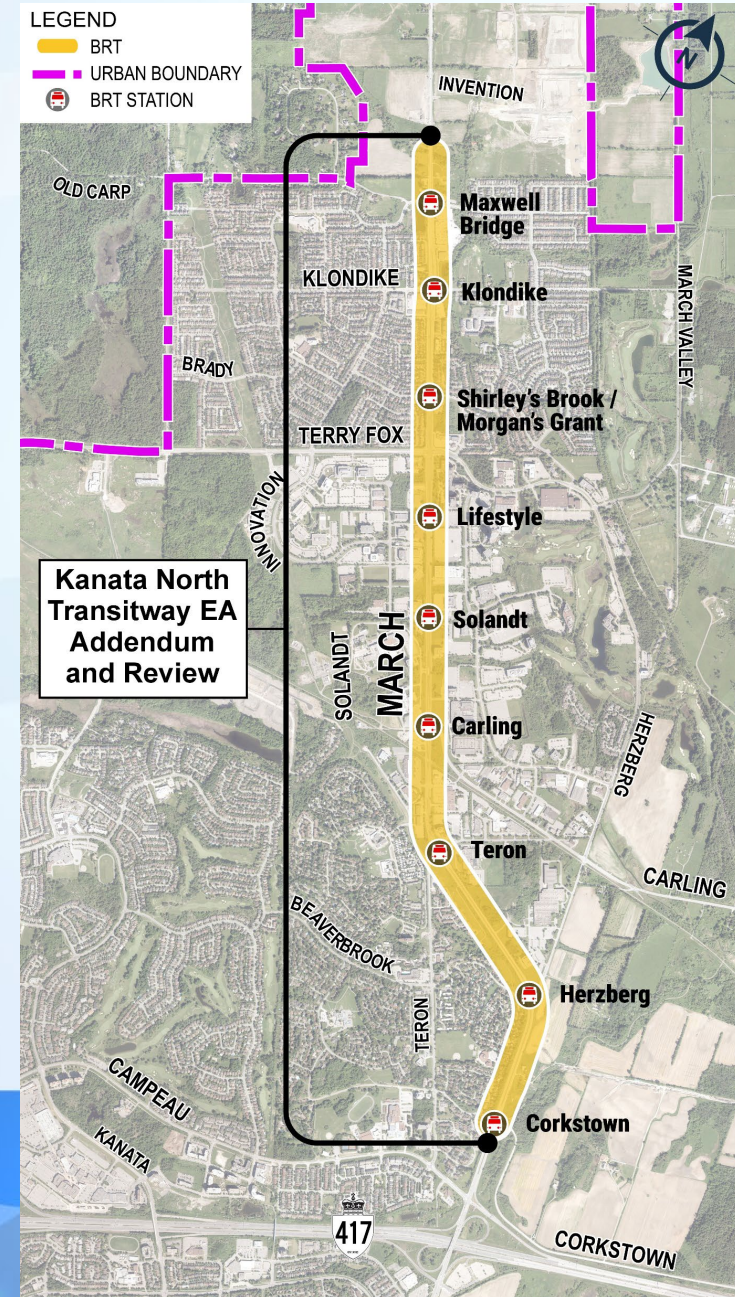 LEGEND
BRT
URBAN BOUNDARY
BRT STATION
N
INVENTION
OLD CARP
Maxwell
Bridge
KLONDIKE
Klondike
MARCH VALLEY
BRADY
Shirley's Brook /
Morgan's Grant
TERRY FOX
INNOVATION
Lifestyle
Kanata North
Transitway EA
Addendum
and Review
SOLANDT
MARCH
Solandt
Carling
HERZBERG
Teron
CARLING
BEAVERBROOK
Herzberg
TERON
CAMPEAU
KANATA
Corkstown
417
CORKSTOWN